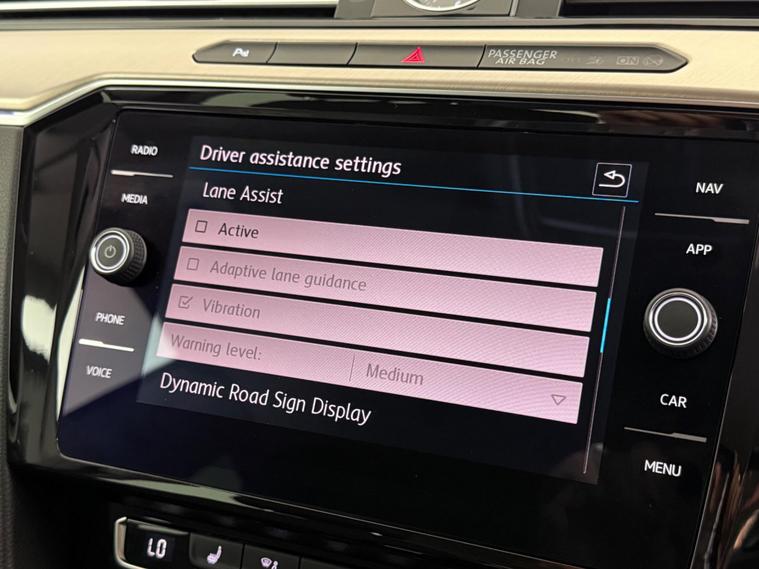 P
PASSENGER
AIR BAG
OFF
ON
RADIO
MEDIA
PHONE
VOICE
Driver assistance settings
Lane Assist
Active
Adaptive lane guidance
Vibration
Warning level:
Medium
Dynamic Road Sign Display
NAV
APP
CAR
MENU
LO